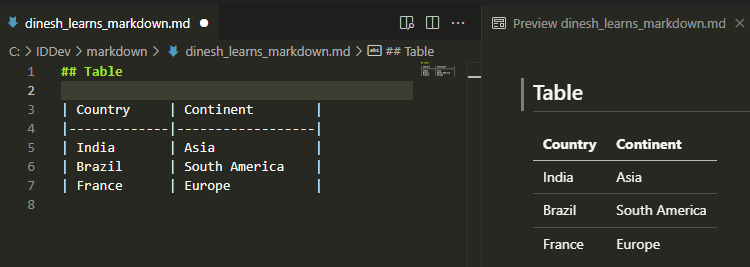 dinesh_learns_markdown.md
Preview dinesh_learns_markdown.md
C: > IDDev > markdown > dinesh_learns_markdown.md > ## Table
1 ## Table
2
3 | Country     | Continent        |
4 |-------------|------------------|
5 | India       | Asia             |
6 | Brazil      | South America    |
7 | France      | Europe           |
8
Table
Country Continent
India Asia
Brazil South America
France Europe